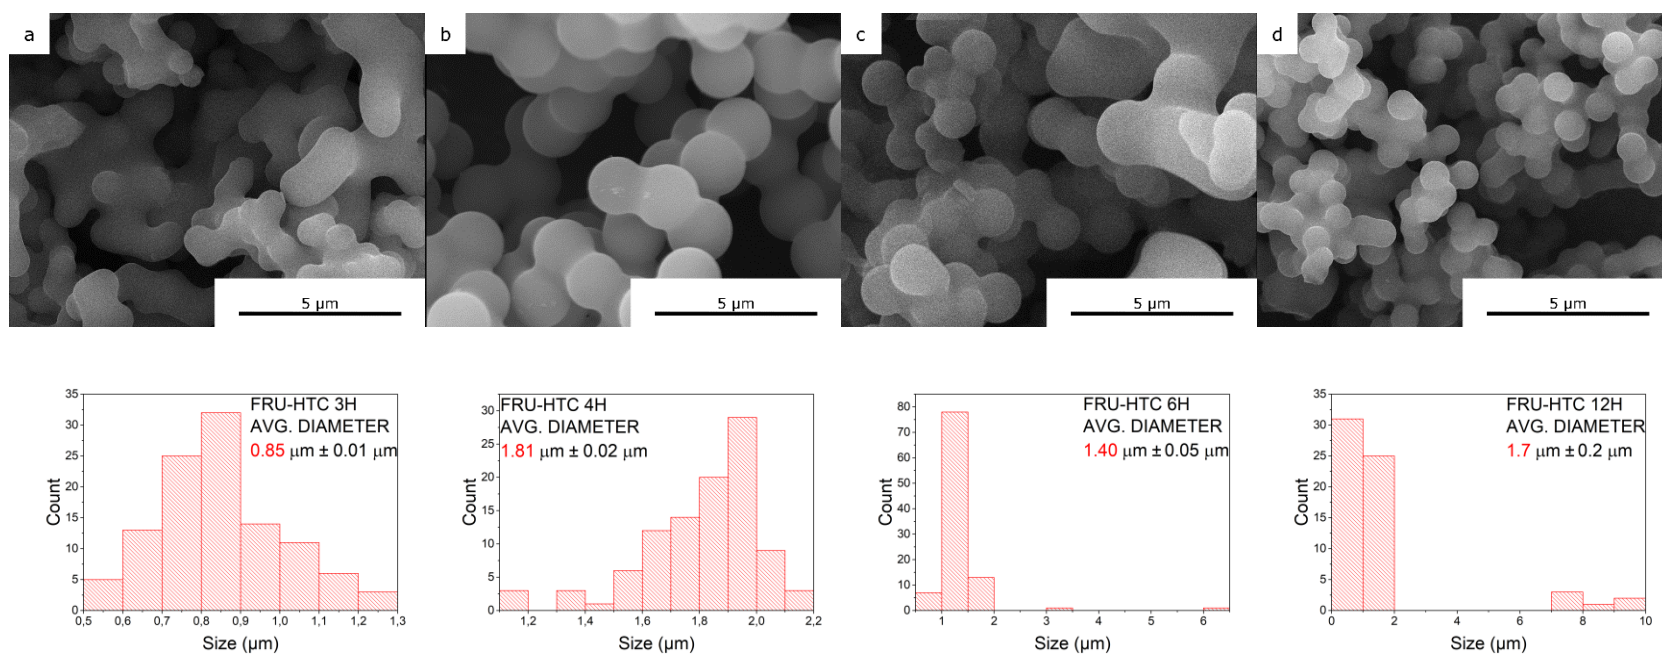 a
b
c
d
5 µm
5 µm
5 µm
5 µm
FRU-HTC 3H
AVG. DIAMETER
0.85 µm ± 0.01 µm
35
30
25
20
15
10
5
0
Count
0,5 0,6 0,7 0,8 0,9 1,0 1,1 1,2 1,3
Size (µm)
FRU-HTC 4H
AVG. DIAMETER
1.81 µm ± 0.02 µm
30
25
20
15
10
5
0
Count
1,2 1,4 1,6 1,8 2,0 2,2
Size (µm)
FRU-HTC 6H
AVG. DIAMETER
1.40 µm ± 0.05 µm
80
70
60
50
40
30
20
10
0
Count
1 2 3 4 5 6
Size (µm)
FRU-HTC 12H
AVG. DIAMETER
1.7 µm ± 0.2 µm
35
30
25
20
15
10
5
0
Count
0 2 4 6 8 10
Size (µm)